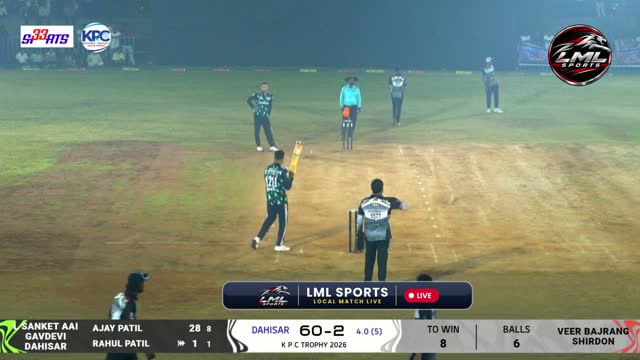 33
SPORTS
KPC
LML
SPORTS
1211
LML SPORTS
LOCAL MATCH LIVE
LIVE
SANKET AAI
GAVDEVI
DAHISAR
AJAY PATIL 28 8
RAHUL PATIL » 1 1
DAHISAR 60-2 4.0 (5)
K P C TROPHY 2026
TO WIN
8
BALLS
6
VEER BAJRANG
SHIRDON